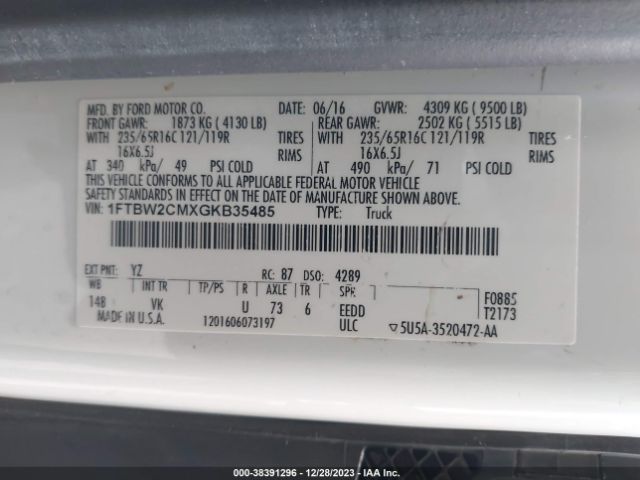 MFD. BY FORD MOTOR CO. DATE: 06/16 GVWR: 4309 KG ( 9500 LB)
FRONT GAWR: 1873 KG ( 4130 LB) REAR GAWR: 2502 KG ( 5515 LB)
WITH 235/65R16C 121/119R TIRES WITH 235/65R16C 121/119R TIRES
16X6.5J RIMS 16X6.5J RIMS
AT 340 kPa/ 49 PSI COLD AT 490 kPa/ 71 PSI COLD
THIS VEHICLE CONFORMS TO ALL APPLICABLE FEDERAL MOTOR VEHICLE
SAFETY STANDARDS IN EFFECT ON THE DATE OF MANUFACTURE SHOWN ABOVE.
VIN: 1FTBW2CMXGKB35485 TYPE: Truck
EXT PNT: YZ RC: 87 DSO: 4289
WB INT TR TP/PS R AXLE TR SPR F0885
148 VK U 73 6 EEDD T2173
MADE IN U.S.A. 1201606073197 ULC ▽5U5A-3520472-AA
000-38391296 - 12/28/2023 - IAA Inc.